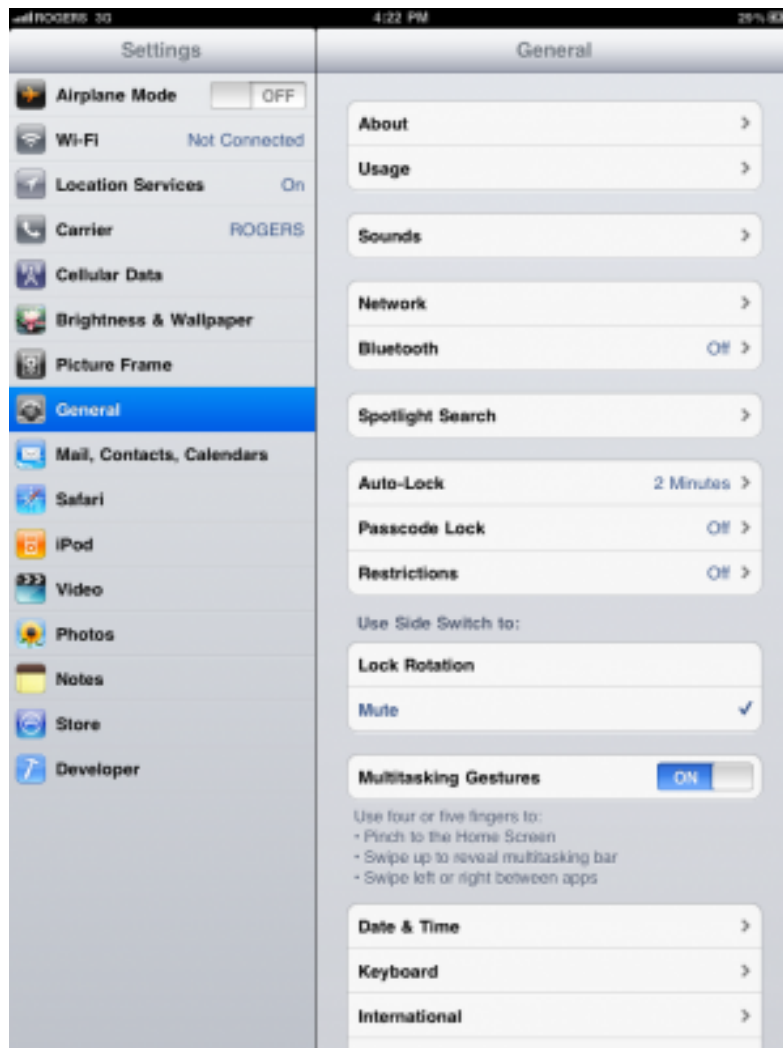 ROGERS 3G 4:22 PM 29%
Settings
Airplane Mode OFF
Wi-Fi Not Connected
Location Services On
Carrier ROGERS
Cellular Data
Brightness & Wallpaper
Picture Frame
General
Mail, Contacts, Calendars
Safari
iPod
Video
Photos
Notes
Store
Developer
General
About
Usage
Sounds
Network
Bluetooth Off
Spotlight Search
Auto-Lock 2 Minutes
Passcode Lock Off
Restrictions Off
Use Side Switch to:
Lock Rotation
Mute
Multitasking Gestures ON
Use four or five fingers to:
• Pinch to the Home Screen
• Swipe up to reveal multitasking bar
• Swipe left or right between apps
Date & Time
Keyboard
International